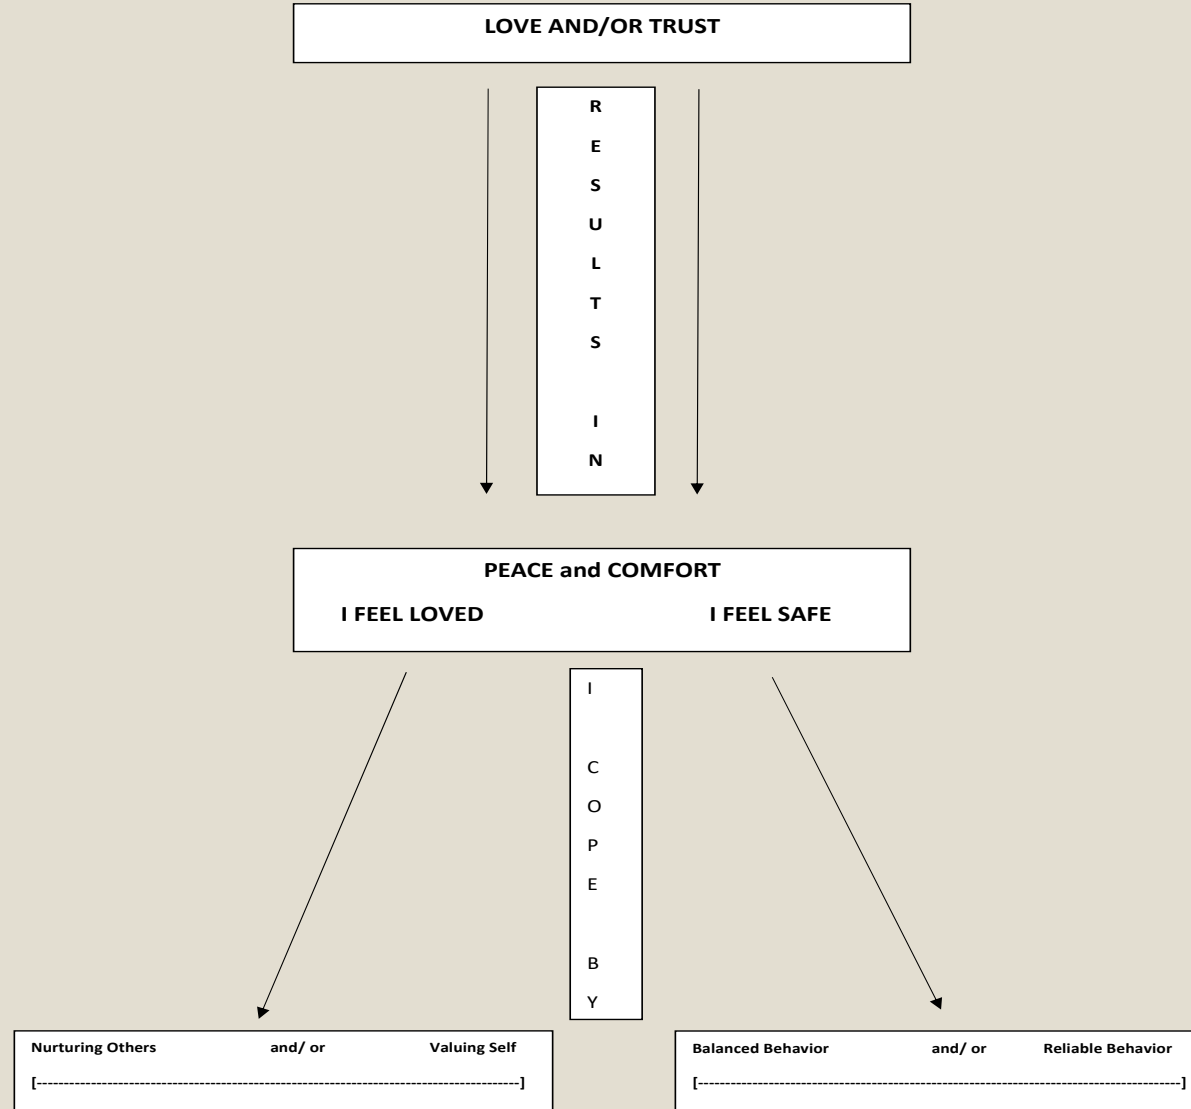 LOVE AND/OR TRUST
R
E
S
U
L
T
S
I
N
PEACE and COMFORT
I FEEL LOVED I FEEL SAFE
I
C
O
P
E
B
Y
Nurturing Others and/ or Valuing Self
[-----------------------------------------------------------------------------------------]
Balanced Behavior and/ or Reliable Behavior
[-----------------------------------------------------------------------------------------]